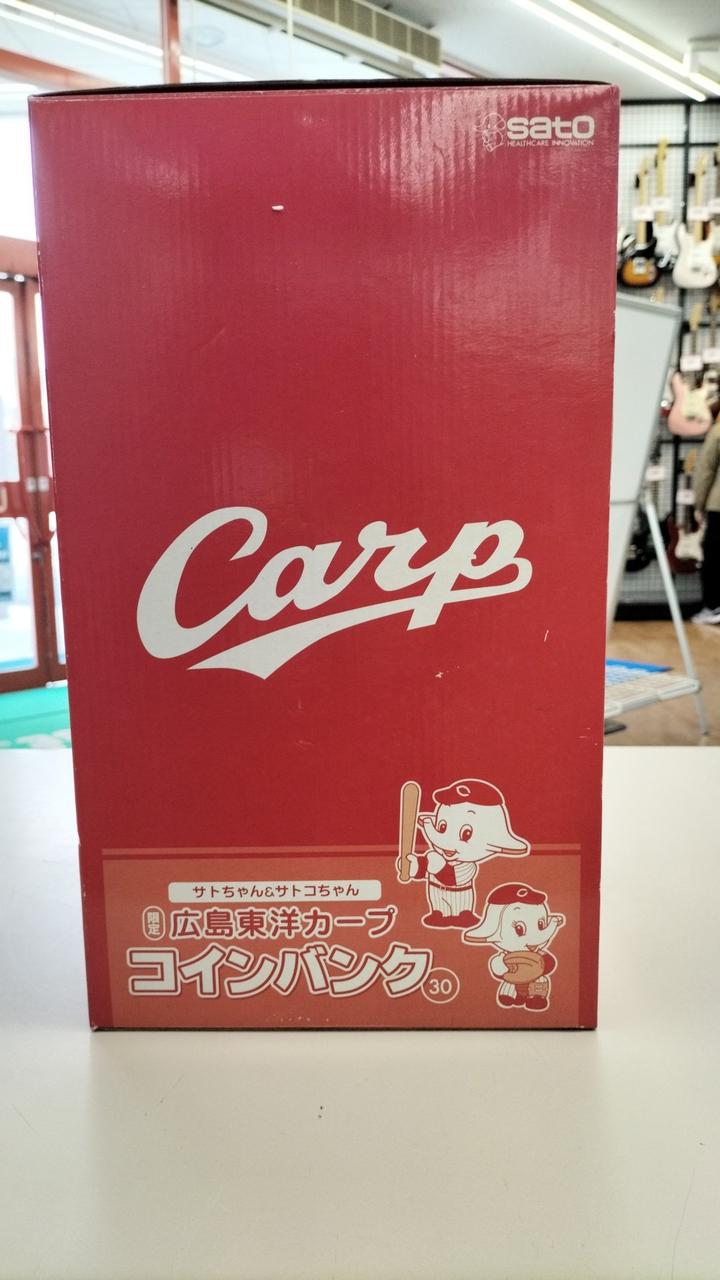 sato
HEALTHCARE INNOVATION
Carp
サトちゃん&サトコちゃん
限定 広島東洋カープ
コインバンク 30